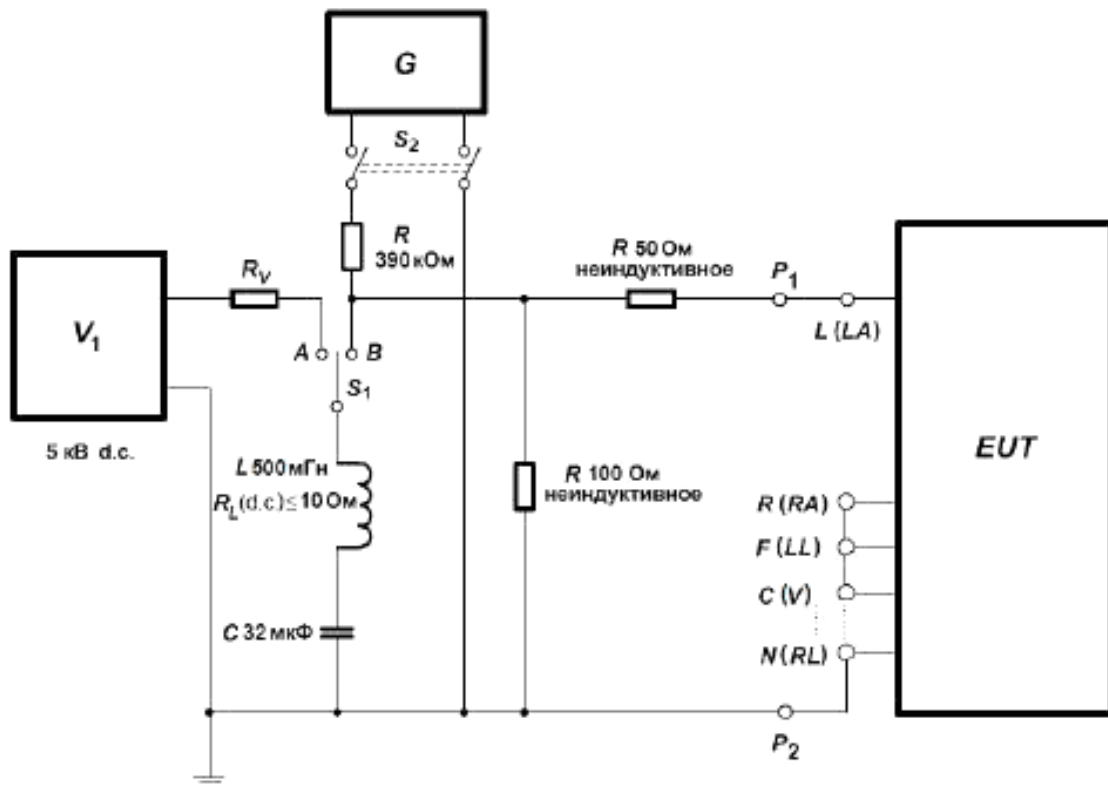 G
S2
R
390 кОм
R 50 Ом
неиндуктивное
P1
RV
V1
A
B
L (LA)
S1
5 кВ d.c.
EUT
L 500 мГн
RL (d.c) ≤ 10 Ом
R 100 Ом
неиндуктивное
R (RA)
F (LL)
C (V)
C 32 мкФ
N (RL)
P2